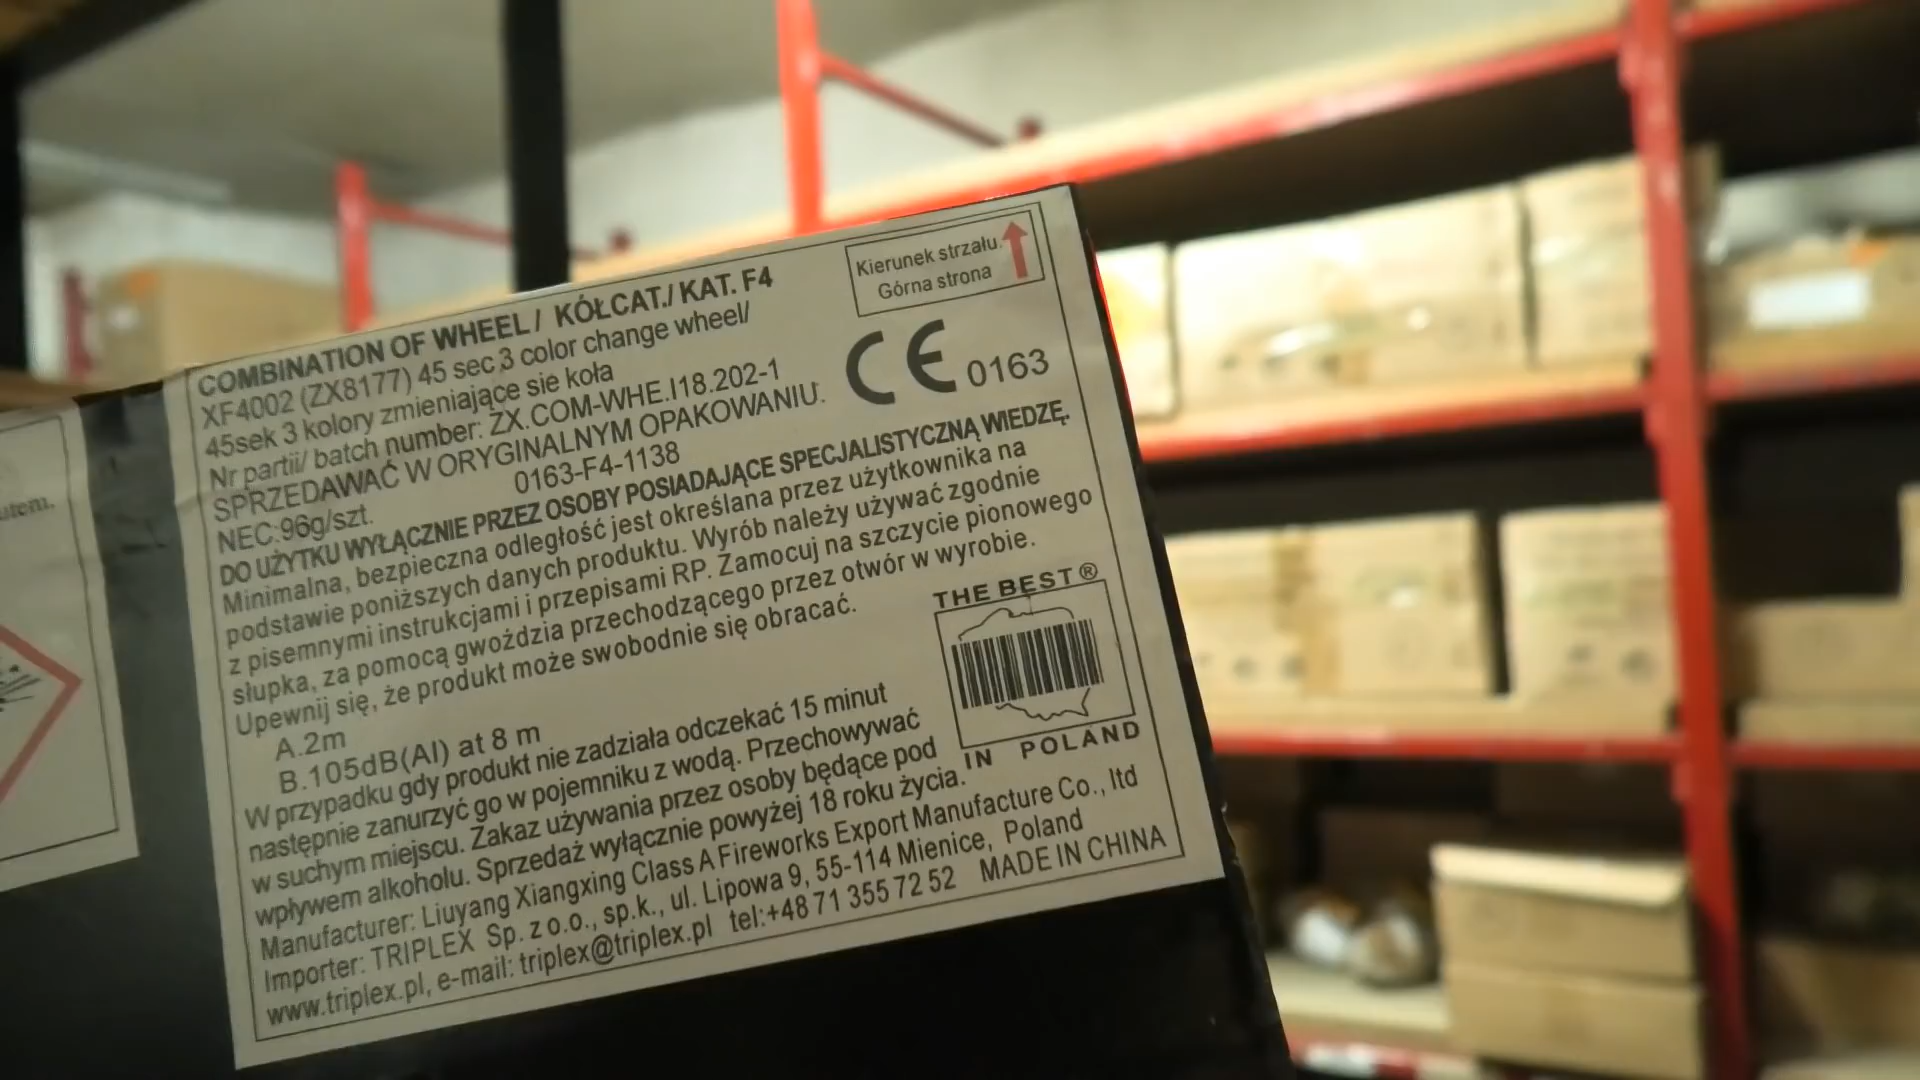 Kierunek strzału.
Górna strona
COMBINATION OF WHEEL/ KÓŁCAT./ KAT. F4
XF4002 (ZX8177) 45 sec 3 color change wheel/
45sek 3 kolory zmieniające sie koła
Nr partii/ batch number: ZX.COM-WHE.I18.202-1
SPRZEDAWAĆ W ORYGINALNYM OPAKOWANIU.
NEC:96g/szt. 0163-F4-1138
CE 0163
DO UŻYTKU WYŁĄCZNIE PRZEZ OSOBY POSIADAJĄCE SPECJALISTYCZNĄ WIEDZĘ.
Minimalna, bezpieczna odległość jest określana przez użytkownika na
podstawie poniższych danych produktu. Wyrób należy używać zgodnie
z pisemnymi instrukcjami i przepisami RP. Zamocuj na szczycie pionowego
słupka, za pomocą gwoździa przechodzącego przez otwór w wyrobie.
Upewnij się, że produkt może swobodnie się obracać.
A.2m
B.105dB(AI) at 8 m
THE BEST®
IN POLAND
W przypadku gdy produkt nie zadziała odczekać 15 minut
następnie zanurzyć go w pojemniku z wodą. Przechowywać
w suchym miejscu. Zakaz używania przez osoby będące pod
wpływem alkoholu. Sprzedaż wyłącznie powyżej 18 roku życia.
Manufacturer: Liuyang Xiangxing Class A Fireworks Export Manufacture Co., ltd
Importer: TRIPLEX Sp. z o.o., sp.k., ul. Lipowa 9, 55-114 Mienice, Poland
www.triplex.pl, e-mail: triplex@triplex.pl tel:+48 71 355 72 52 MADE IN CHINA